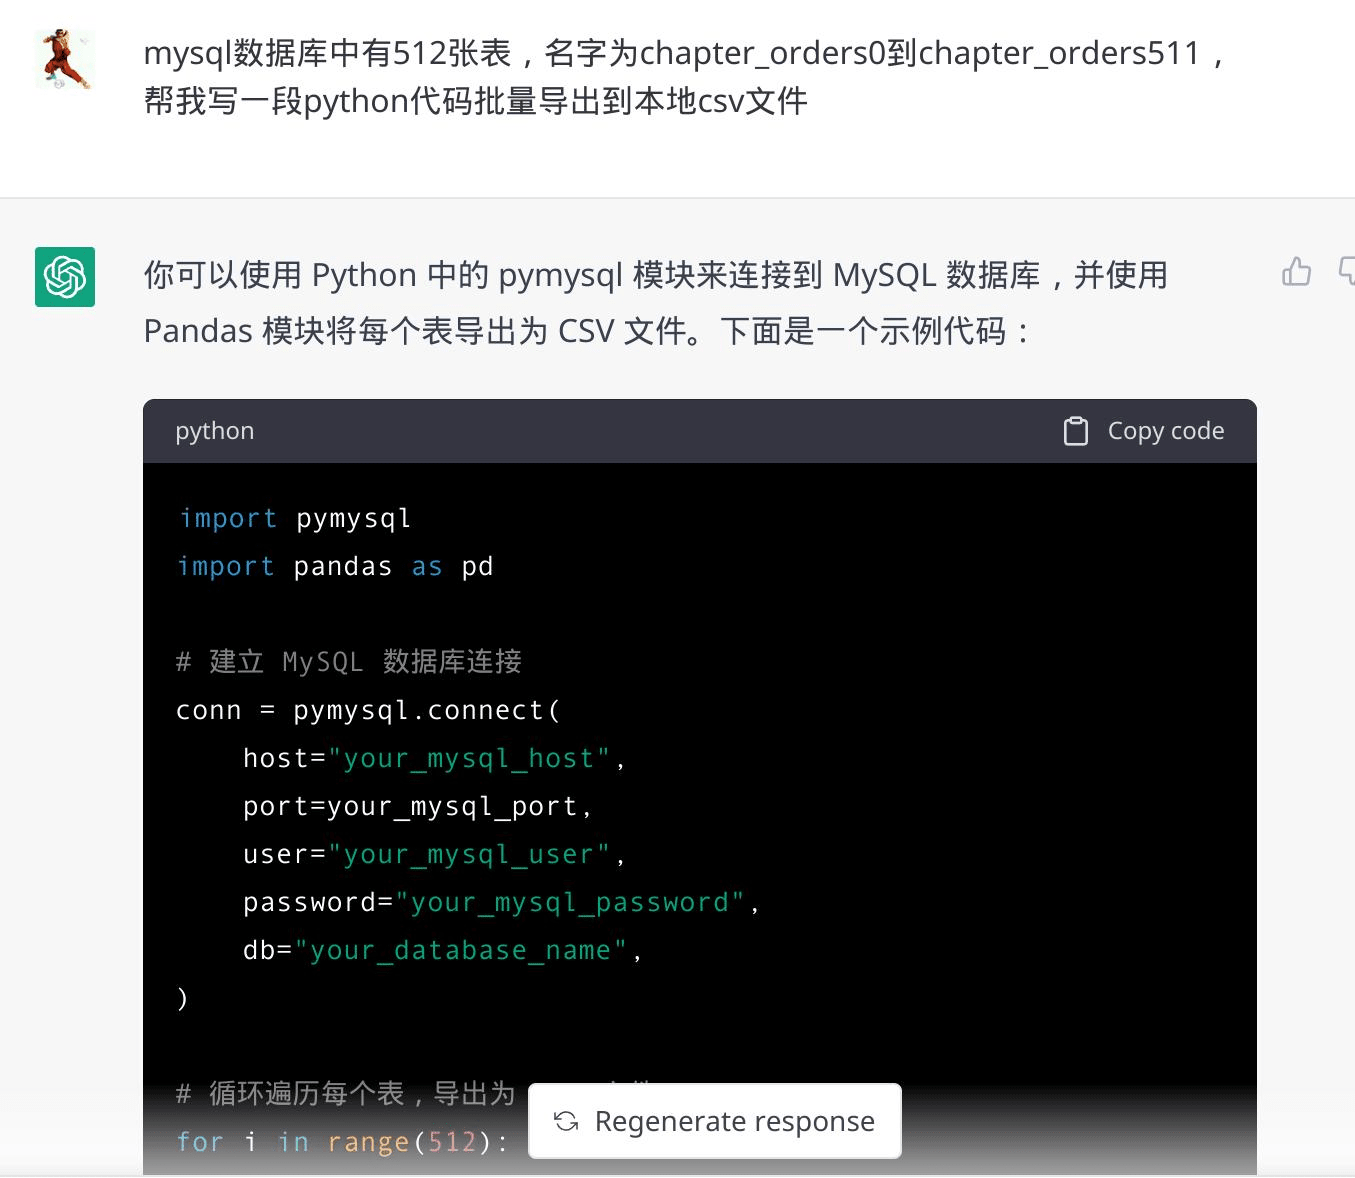 mysql数据库中有512张表，名字为chapter_orders0到chapter_orders511，
帮我写一段python代码批量导出到本地csv文件
你可以使用 Python 中的 pymysql 模块来连接到 MySQL 数据库，并使用
Pandas 模块将每个表导出为 CSV 文件。下面是一个示例代码：
python
Copy code
import pymysql
import pandas as pd
# 建立 MySQL 数据库连接
conn = pymysql.connect(
    host="your_mysql_host",
    port=your_mysql_port,
    user="your_mysql_user",
    password="your_mysql_password",
    db="your_database_name",
)
# 循环遍历每个表，导出为
Regenerate response
for i in range(512):